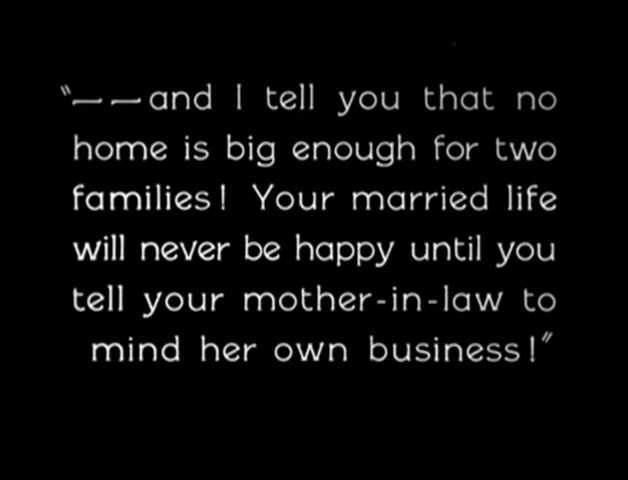 "——and I tell you that no
home is big enough for two
families! Your married life
will never be happy until you
tell your mother-in-law to
mind her own business!"